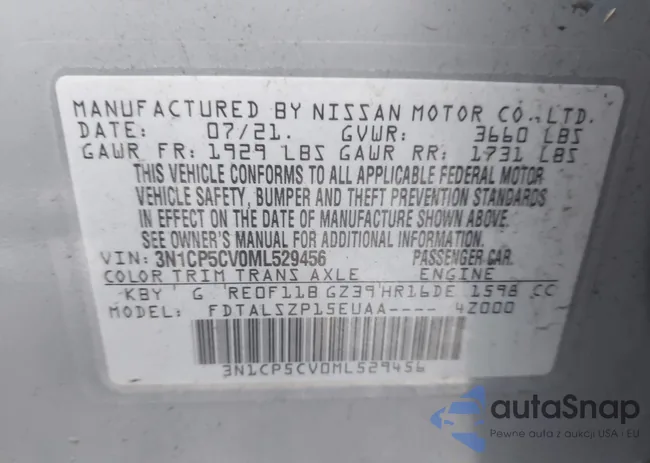 MANUFACTURED BY NISSAN MOTOR CO., LTD.
DATE: 07/21. GVWR: 3660 LBS
GAWR FR: 1929 LBS GAWR RR: 1731 LBS
THIS VEHICLE CONFORMS TO ALL APPLICABLE FEDERAL MOTOR
VEHICLE SAFETY, BUMPER AND THEFT PREVENTION STANDARDS
IN EFFECT ON THE DATE OF MANUFACTURE SHOWN ABOVE.
SEE OWNER'S MANUAL FOR ADDITIONAL INFORMATION.
VIN: 3N1CP5CV0ML529456 PASSENGER CAR
COLOR TRIM TRANS AXLE ENGINE
KBY G RE0F11B GZ39 HR16DE 1598 CC
MODEL: FDTALSZP15EUAA---- 4Z000
3N1CP5CV0ML529456
autaSnap
Pewne auta z aukcji USA i EU